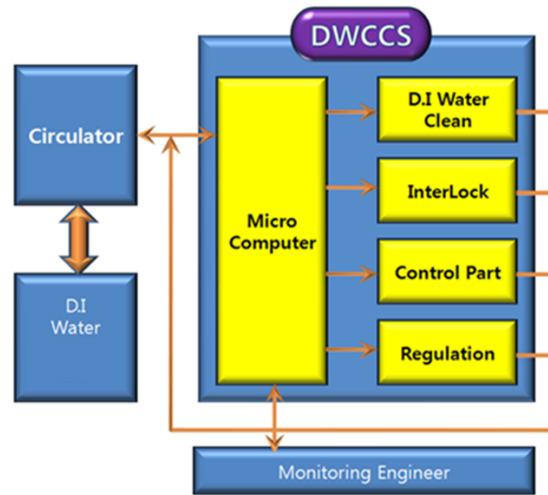 DWCCS
Circulator
D.I
Water
Micro
Computer
D.I Water
Clean
InterLock
Control Part
Regulation
Monitoring Engineer